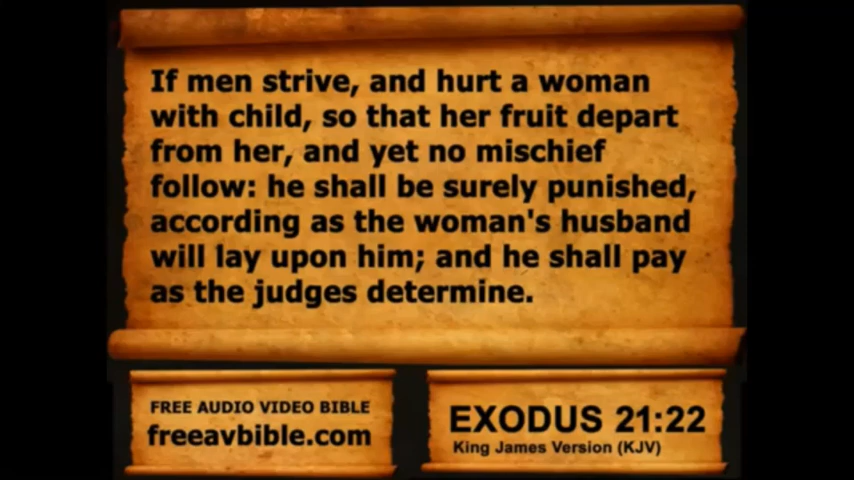 If men strive, and hurt a woman
with child, so that her fruit depart
from her, and yet no mischief
follow: he shall be surely punished,
according as the woman's husband
will lay upon him; and he shall pay
as the judges determine.
FREE AUDIO VIDEO BIBLE
freeavbible.com
EXODUS 21:22
King James Version (KJV)